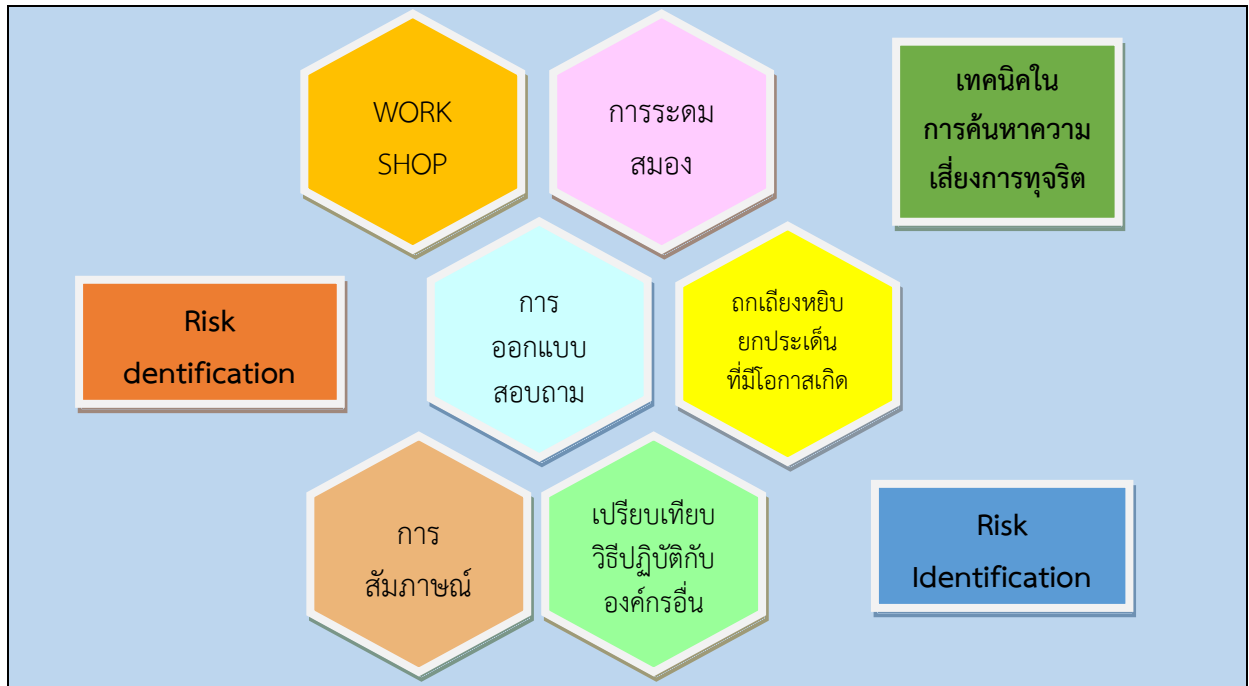 WORK
SHOP
การระดม
สมอง
เทคนิคใน
การค้นหาความ
เสี่ยงการทุจริต
Risk
dentification
การ
ออกแบบ
สอบถาม
ถกเถียงหยิบ
ยกประเด็น
ที่มีโอกาสเกิด
การ
สัมภาษณ์
เปรียบเทียบ
วิธีปฏิบัติกับ
องค์กรอื่น
Risk
Identification